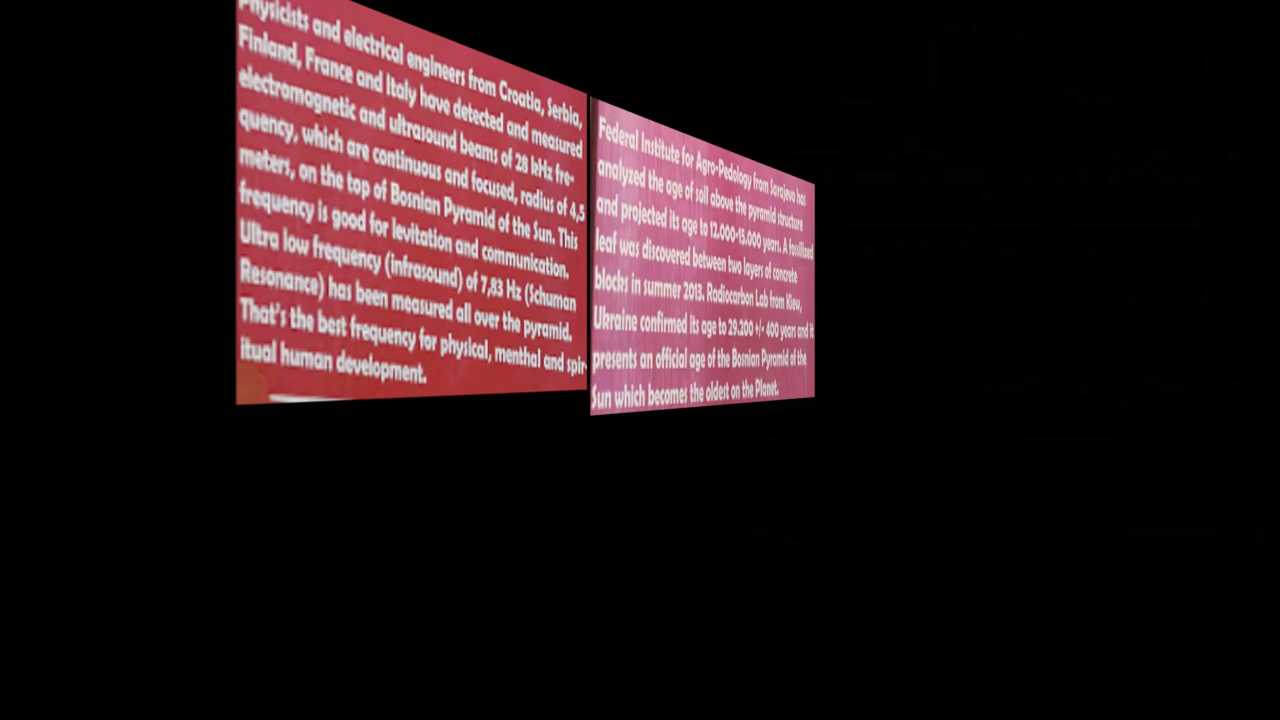 Physicists and electrical engineers from Croatia, Serbia,
Finland, France and Italy have detected and measured
electromagnetic and ultrasound beams of 28 kHz fre-
quency, which are continuous and focused, radius of 4,5
meters, on the top of Bosnian Pyramid of the Sun. This
frequency is good for levitation and communication.
Ultra low frequency (infrasound) of 7,83 Hz (Schuman
Resonance) has been measured all over the pyramid.
That's the best frequency for physical, menthal and spir-
itual human development.
Federal Institute for Agro-Pedology from Sarajevo has
analyzed the age of soil above the pyramid structure
and projected its age to 12.000-15.000 years. A fossilized
leaf was discovered between two layers of concrete
blocks in summer 2013. Radiocarbon Lab from Kiew,
Ukraine confirmed its age to 29.200 +/- 400 years and it
presents an official age of the Bosnian Pyramid of the
Sun which becomes the oldest on the Planet.